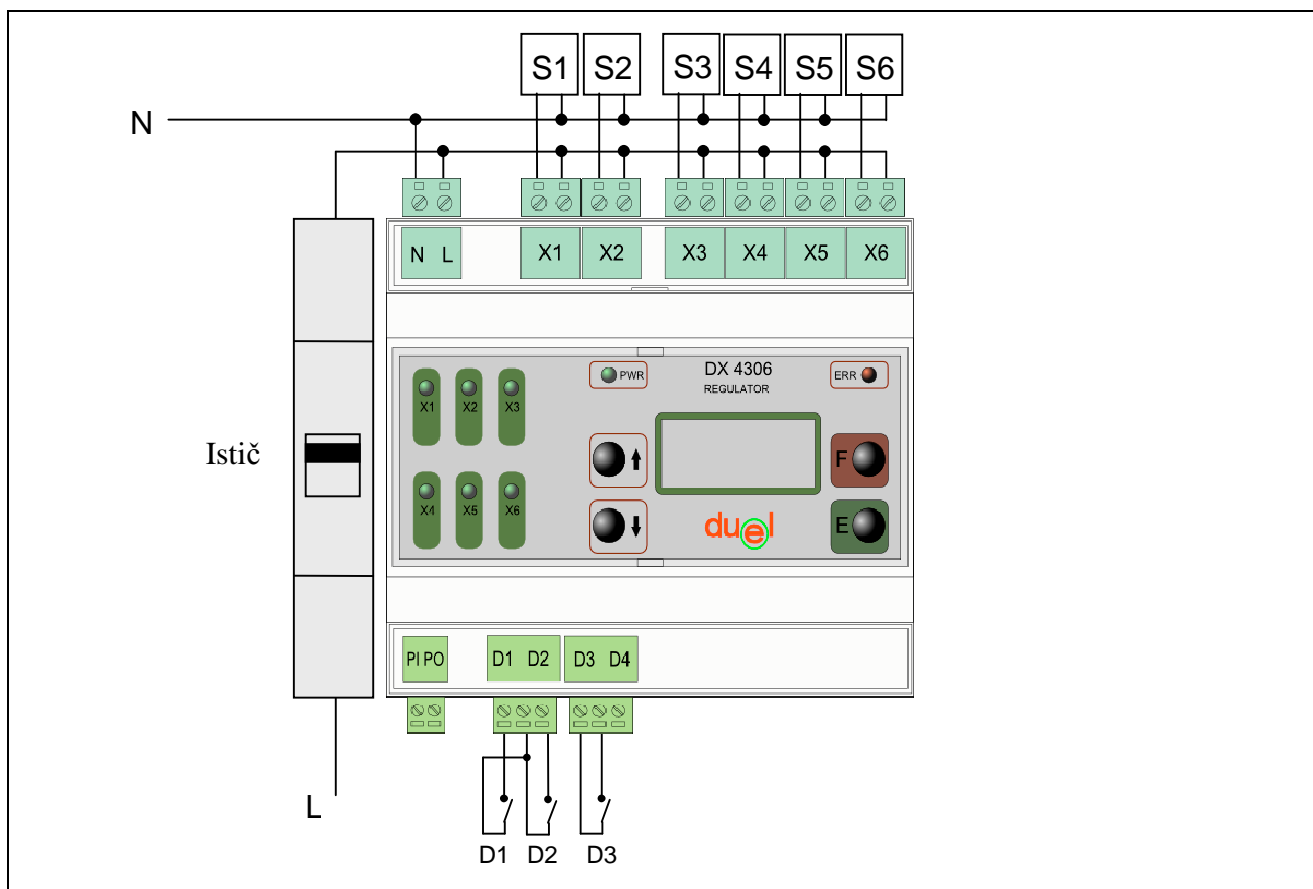 S1 S2 S3 S4 S5 S6
N
N L X1 X2 X3 X4 X5 X6
PWR DX 4306 ERR
REGULATOR
X1 X2 X3
Istič
F
X4 X5 X6
E
duel
PI PO D1 D2 D3 D4
L
D1 D2 D3